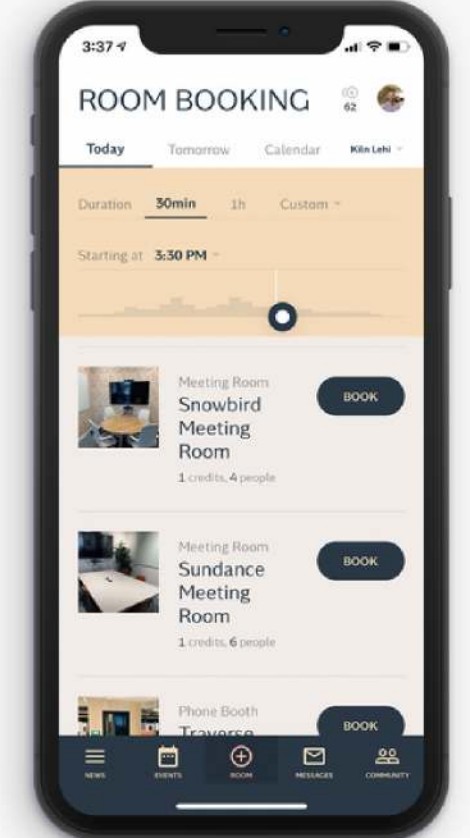 3:37
ROOM BOOKING
62
Today Tomorrow Calendar Kiln Lehi
Duration 30min 1h Custom
Starting at 3:30 PM
Meeting Room
Snowbird
Meeting
Room
BOOK
1 credits, 4 people
Meeting Room
Sundance
Meeting
Room
BOOK
1 credits, 6 people
Phone Booth
Traverse
BOOK
NEWS EVENTS ROOM MESSAGES COMMUNITY